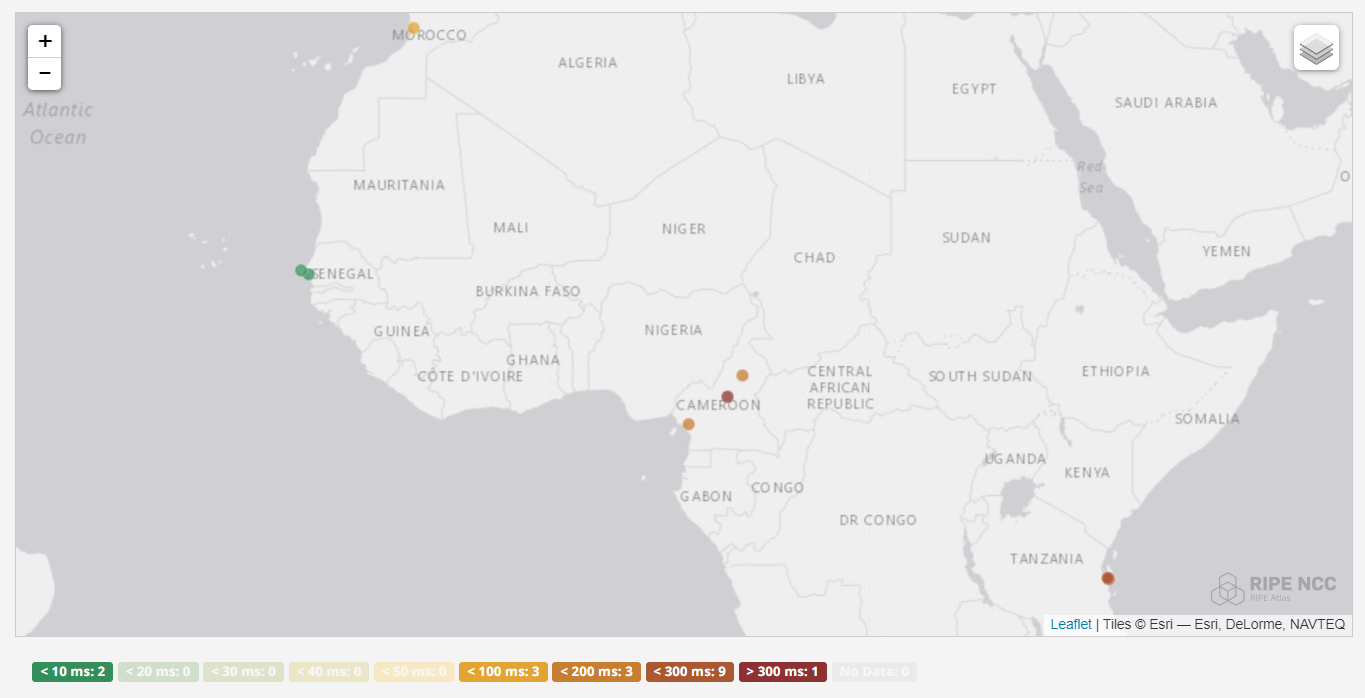 +
−
MOROCCO
ALGERIA
LIBYA
EGYPT
SAUDI ARABIA
Atlantic
Ocean
Red
Sea
O
MAURITANIA
MALI
NIGER
CHAD
SUDAN
YEMEN
SENEGAL
BURKINA FASO
GUINEA
NIGERIA
GHANA
CÔTE D'IVOIRE
CENTRAL
AFRICAN
REPUBLIC
SOUTH SUDAN
ETHIOPIA
CAMEROON
SOMALIA
UGANDA
KENYA
GABON
CONGO
DR CONGO
TANZANIA
RIPE NCC
RIPE Atlas
Leaflet | Tiles © Esri — Esri, DeLorme, NAVTEQ
< 10 ms: 2 < 20 ms: 0 < 30 ms: 0 < 40 ms: 0 < 50 ms: 0 < 100 ms: 3 < 200 ms: 3 < 300 ms: 9 > 300 ms: 1 No Data: 0